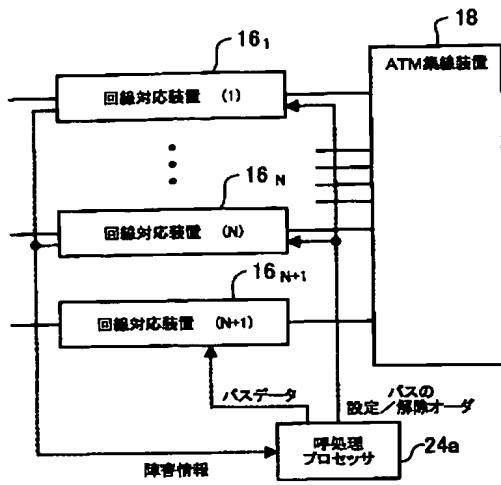 16₁
18
回線対応装置 (1)
ATM集線装置
16N
回線対応装置 (N)
16N+1
回線対応装置 (N+1)
パスデータ
パスの
設定/解除オーダ
呼処理
プロセッサ
24a
障害情報